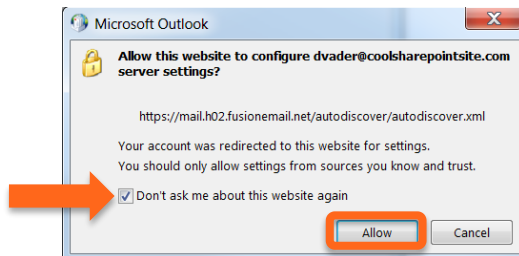 Microsoft Outlook
Allow this website to configure dvader@coolsharepointsite.com
server settings?
https://mail.h02.fusionemail.net/autodiscover/autodiscover.xml
Your account was redirected to this website for settings.
You should only allow settings from sources you know and trust.
Don't ask me about this website again
Allow Cancel